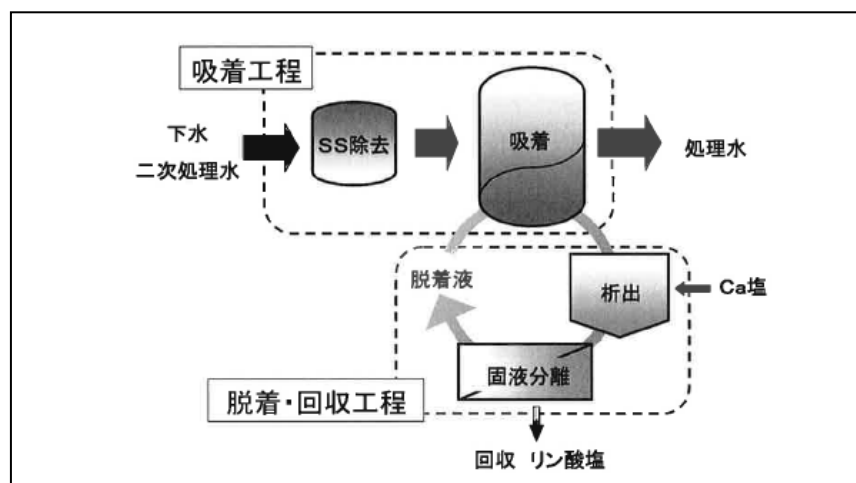 吸着工程
下水
二次処理水
SS除去
吸着
処理水
脱着液
析出
Ca塩
固液分離
脱着・回収工程
回収 リン酸塩